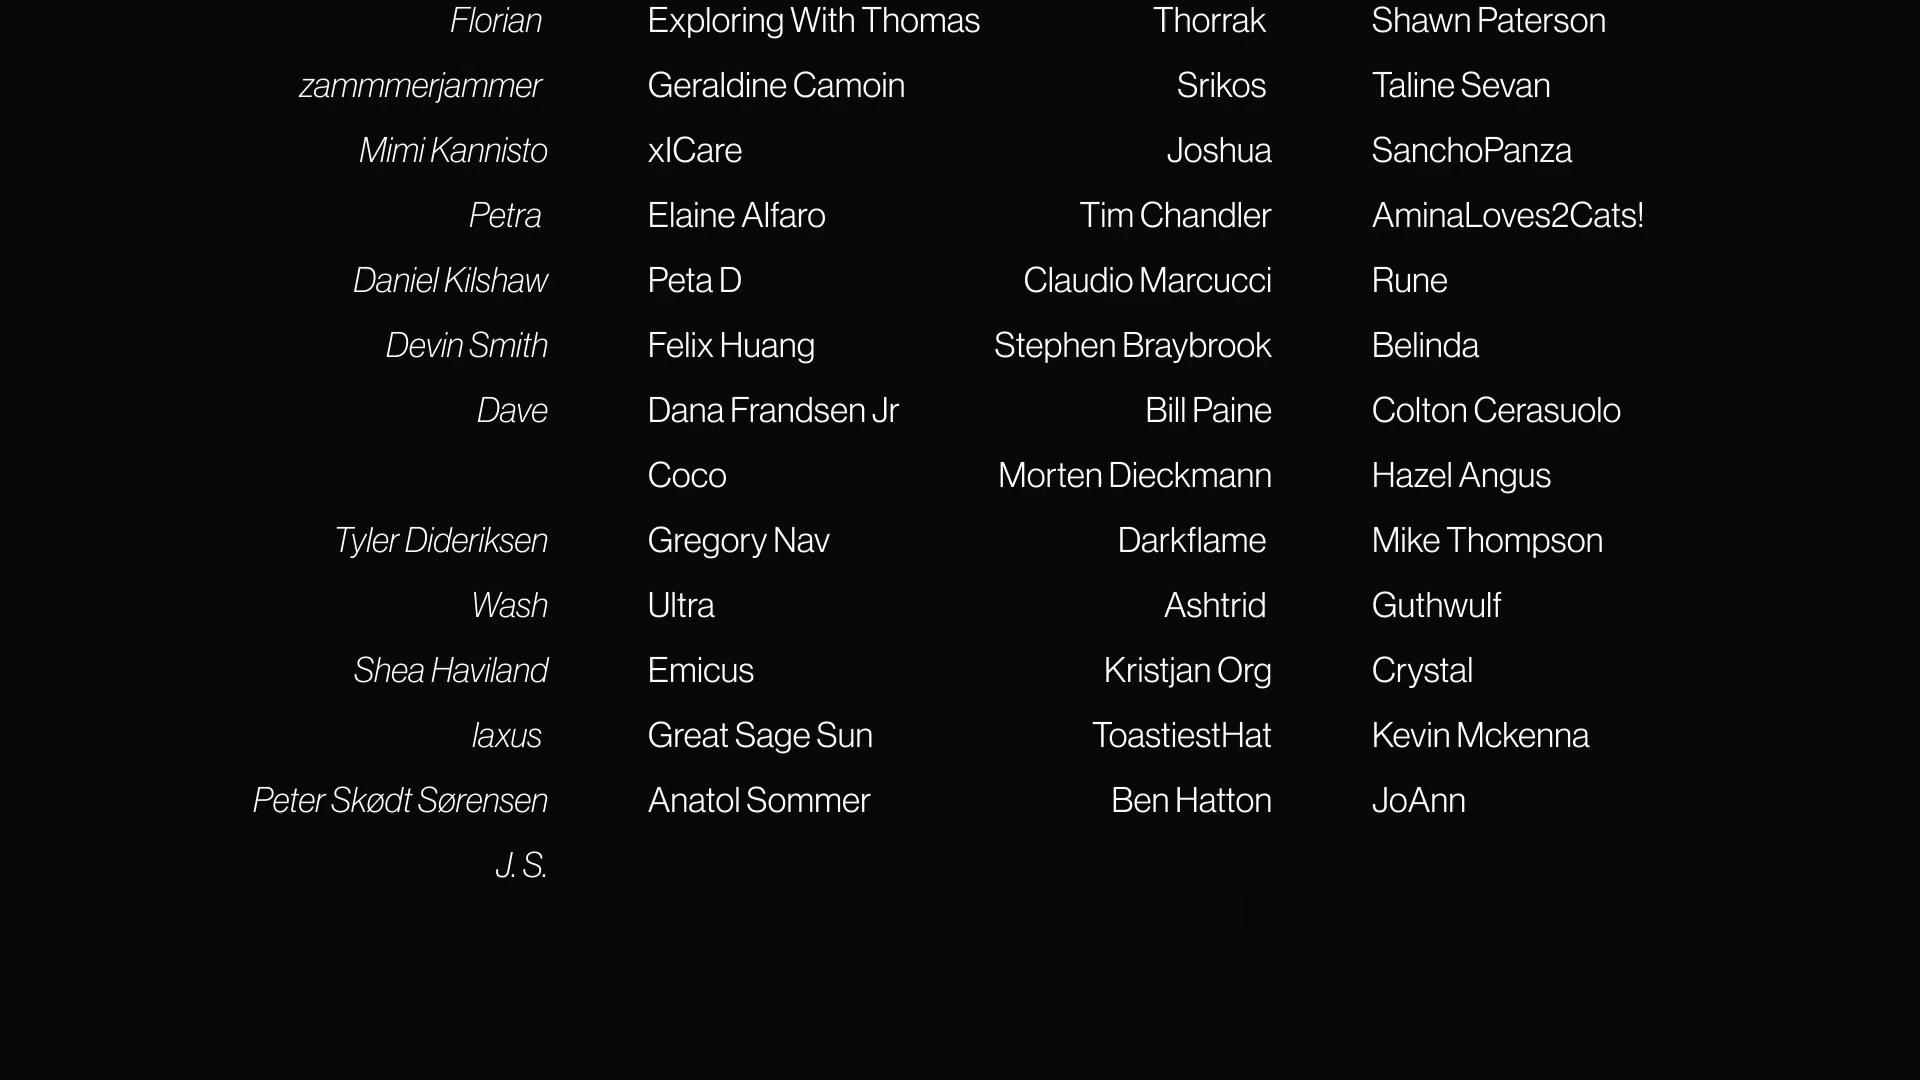 Florian Exploring With Thomas Thorrak Shawn Paterson
zammmerjammer Geraldine Camoin Srikos Taline Sevan
Mimi Kannisto xICare Joshua SanchoPanza
Petra Elaine Alfaro Tim Chandler AminaLoves2Cats!
Daniel Kilshaw Peta D Claudio Marcucci Rune
Devin Smith Felix Huang Stephen Braybrook Belinda
Dave Dana Frandsen Jr Bill Paine Colton Cerasuolo
Coco Morten Dieckmann Hazel Angus
Tyler Dideriksen Gregory Nav Darkflame Mike Thompson
Wash Ultra Ashtrid Guthwulf
Shea Haviland Emicus Kristjan Org Crystal
laxus Great Sage Sun ToastiestHat Kevin Mckenna
Peter Skødt Sørensen Anatol Sommer Ben Hatton JoAnn
J. S.